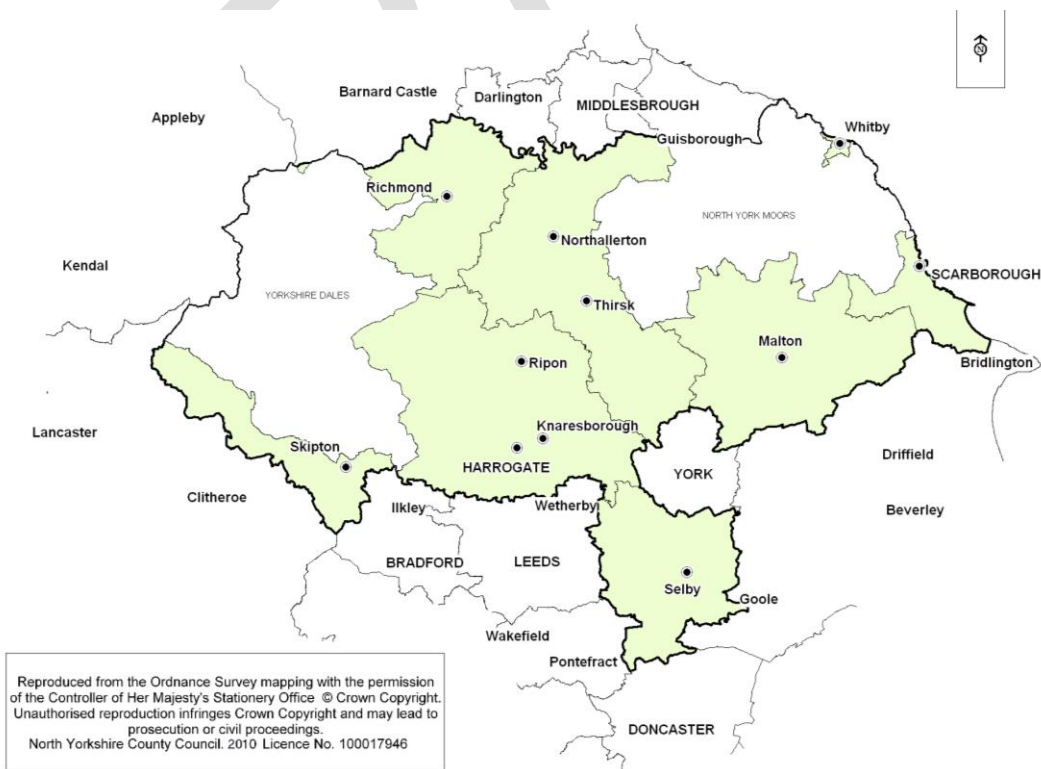 N
Barnard Castle
Darlington
MIDDLESBROUGH
Appleby
Guisborough
Whitby
Richmond
NORTH YORK MOORS
Northallerton
Kendal
SCARBOROUGH
YORKSHIRE DALES
Thirsk
Malton
Ripon
Bridlington
Lancaster
Knaresborough
Skipton
HARROGATE
YORK
Driffield
Clitheroe
Ilkley
Wetherby
Beverley
BRADFORD
LEEDS
Selby
Goole
Wakefield
Pontefract
DONCASTER
Reproduced from the Ordnance Survey mapping with the permission
of the Controller of Her Majesty's Stationery Office © Crown Copyright.
Unauthorised reproduction infringes Crown Copyright and may lead to
prosecution or civil proceedings.
North Yorkshire County Council. 2010 Licence No. 100017946